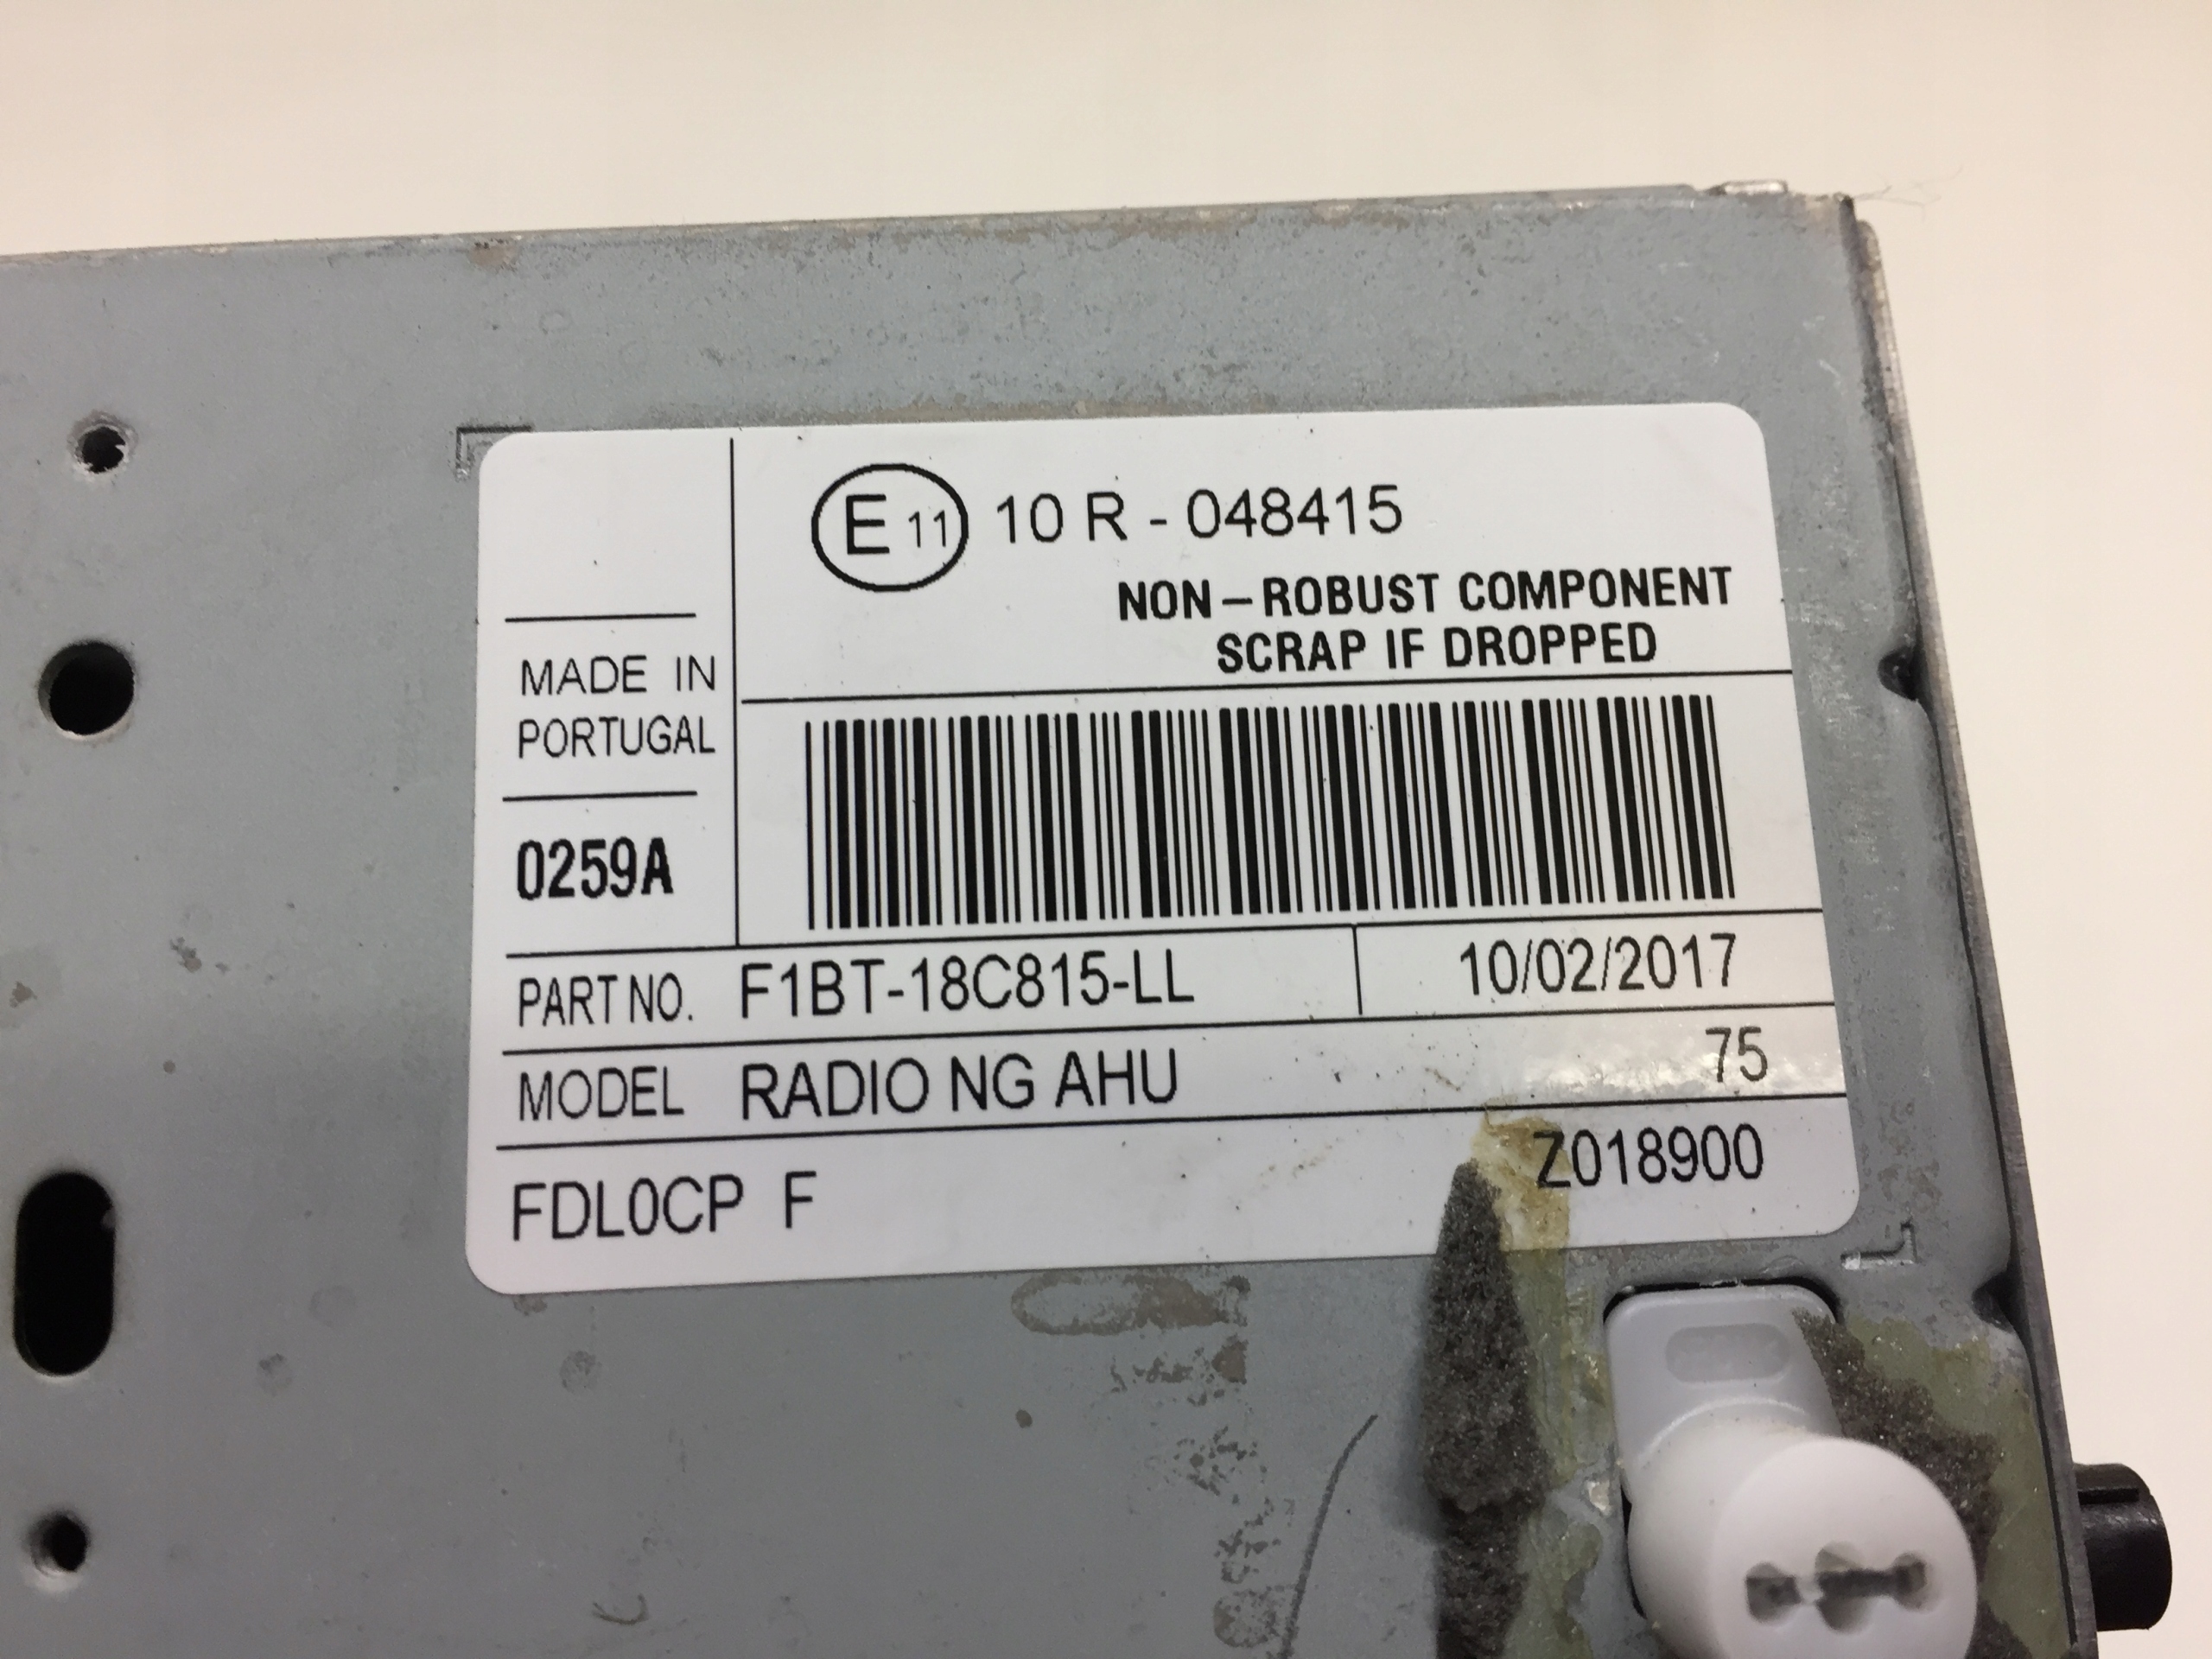 E 11 10 R - 048415
NON-ROBUST COMPONENT
SCRAP IF DROPPED
MADE IN
PORTUGAL
0259A
PART NO. F1BT-18C815-LL 10/02/2017
MODEL RADIO NG AHU 75
FDL0CP F Z018900